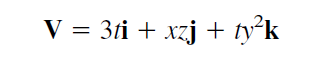 V = 3ti + xzj + ty²k